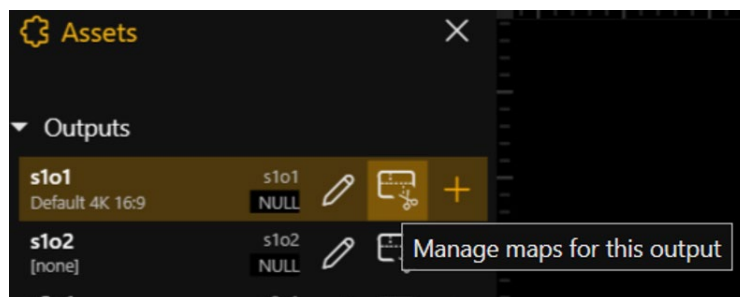 Assets
Outputs
s1o1 s1o1
Default 4K 16:9 NULL
s1o2 s1o2
[none] NULL
Manage maps for this output